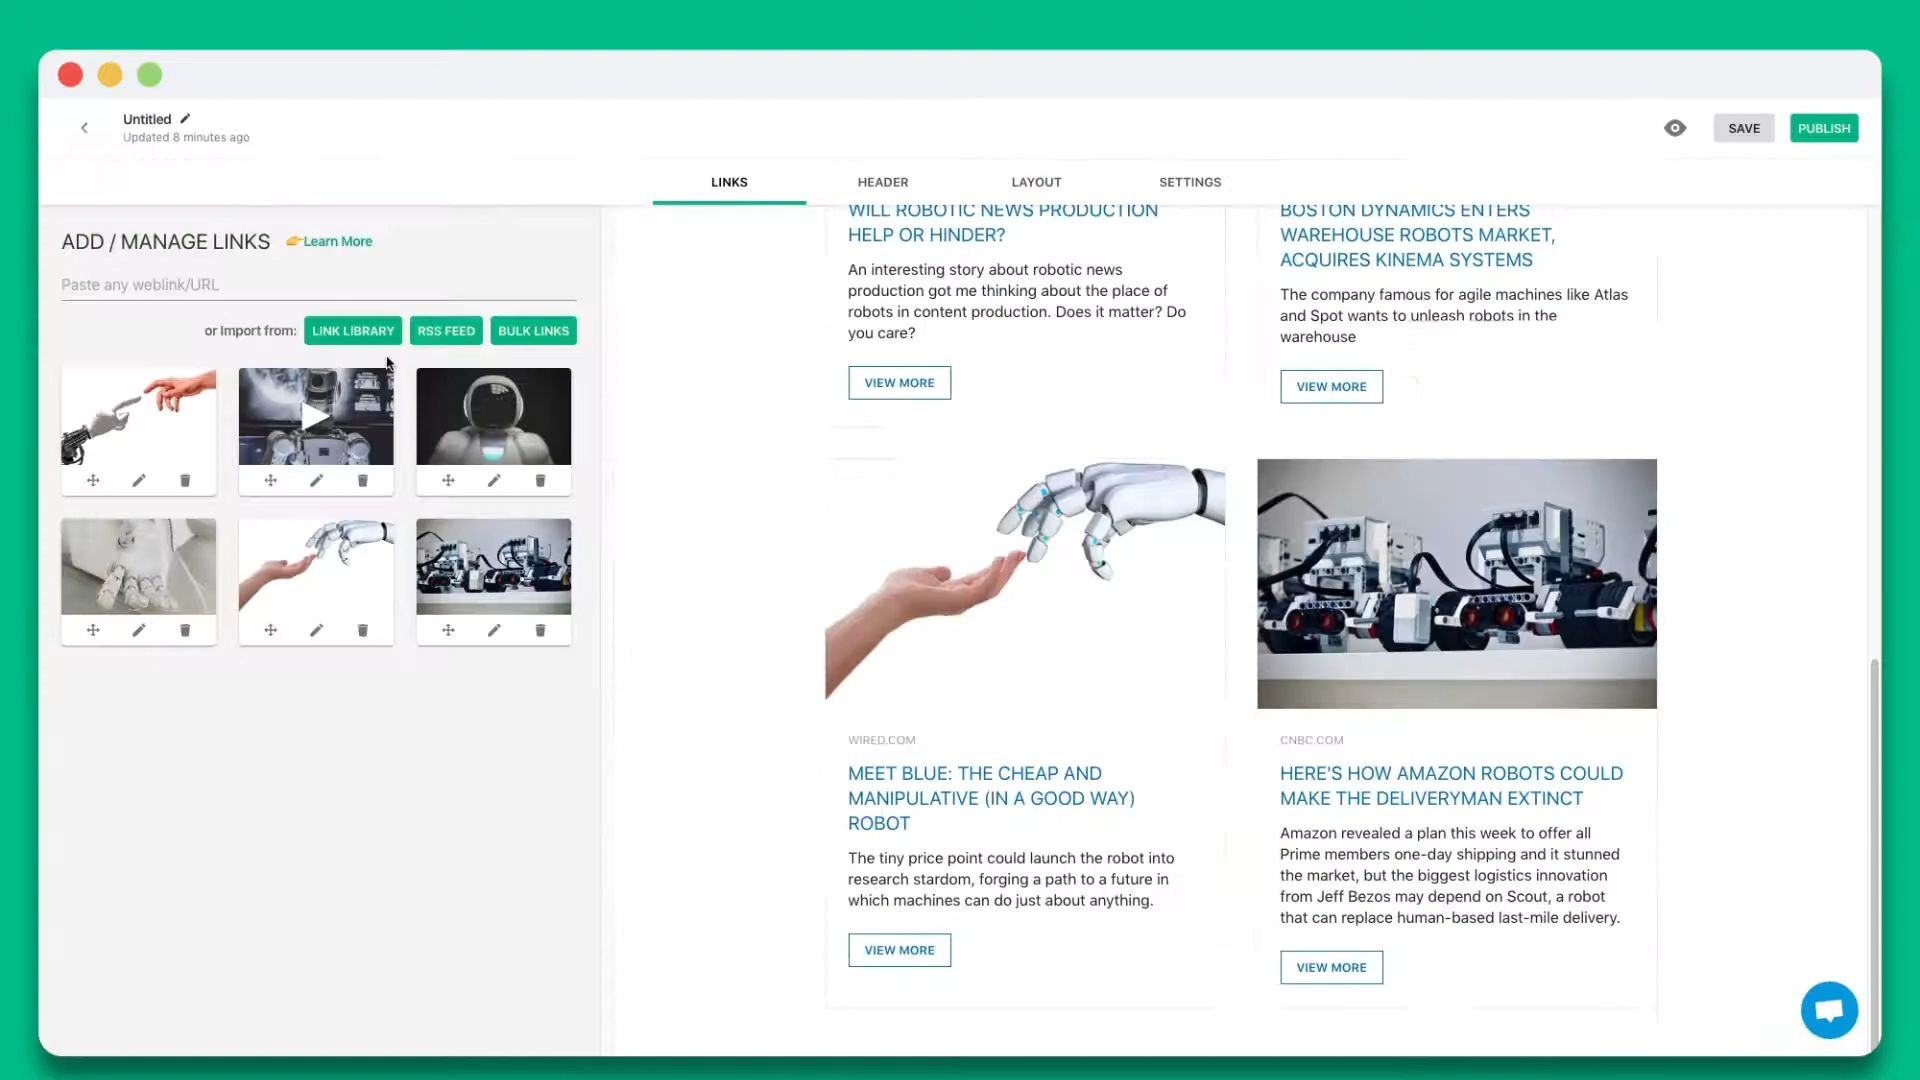 Untitled
Updated 8 minutes ago
SAVE
PUBLISH
LINKS
HEADER
LAYOUT
SETTINGS
ADD / MANAGE LINKS
Learn More
Paste any weblink/URL
or Import from:
LINK LIBRARY
RSS FEED
BULK LINKS
WILL ROBOTIC NEWS PRODUCTION
HELP OR HINDER?
An interesting story about robotic news
production got me thinking about the place of
robots in content production. Does it matter? Do
you care?
VIEW MORE
BOSTON DYNAMICS ENTERS
WAREHOUSE ROBOTS MARKET,
ACQUIRES KINEMA SYSTEMS
The company famous for agile machines like Atlas
and Spot wants to unleash robots in the
warehouse
VIEW MORE
WIRED.COM
MEET BLUE: THE CHEAP AND
MANIPULATIVE (IN A GOOD WAY)
ROBOT
The tiny price point could launch the robot into
research stardom, forging a path to a future in
which machines can do just about anything.
VIEW MORE
CNBC.COM
HERE'S HOW AMAZON ROBOTS COULD
MAKE THE DELIVERYMAN EXTINCT
Amazon revealed a plan this week to offer all
Prime members one-day shipping and it stunned
the market, but the biggest logistics innovation
from Jeff Bezos may depend on Scout, a robot
that can replace human-based last-mile delivery.
VIEW MORE